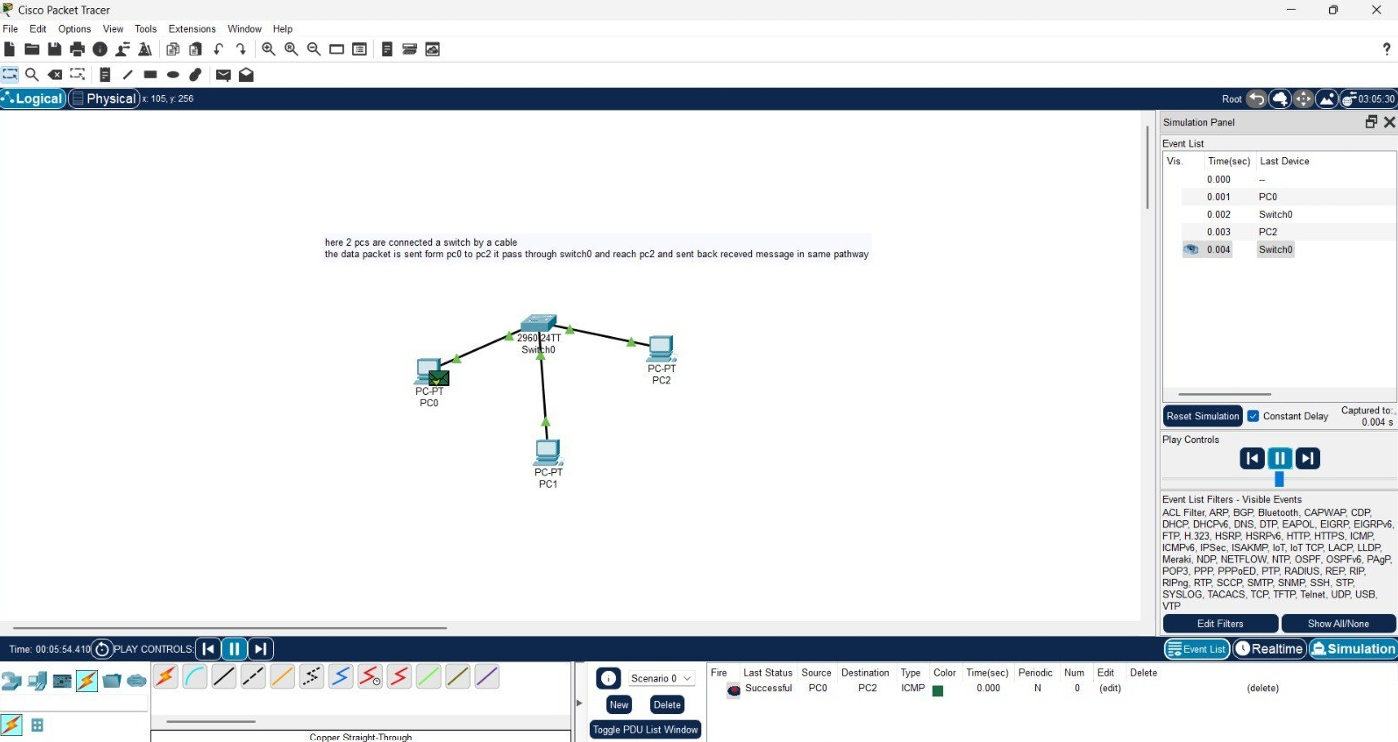 Cisco Packet Tracer
File Edit Options View Tools Extensions Window Help
?
Logical Physical x: 105, y: 256 Root 03:05:30
Simulation Panel
Event List
Vis. Time(sec) Last Device
0.000 --
0.001 PC0
0.002 Switch0
0.003 PC2
0.004 Switch0
here 2 pcs are connected a switch by a cable
the data packet is sent form pc0 to pc2 it pass through switch0 and reach pc2 and sent back receved message in same pathway
2960-24TT
Switch0
PC-PT
PC0
PC-PT
PC2
PC-PT
PC1
Reset Simulation Constant Delay Captured to:
0.004 s
Play Controls
Event List Filters - Visible Events
ACL Filter, ARP, BGP, Bluetooth, CAPWAP, CDP,
DHCP, DHCPv6, DNS, DTP, EAPOL, EIGRP, EIGRPv6,
FTP, H.323, HSRP, HSRPv6, HTTP, HTTPS, ICMP,
ICMPv6, IPSec, ISAKMP, IoT, IoT TCP, LACP, LLDP,
Meraki, NDP, NETFLOW, NTP, OSPF, OSPFv6, PAgP,
POP3, PPP, PPPoED, PTP, RADIUS, REP, RIP,
RIPng, RTP, SCCP, SMTP, SNMP, SSH, STP,
SYSLOG, TACACS, TCP, TFTP, Telnet, UDP, USB,
VTP
Edit Filters Show All/None
Time: 00:05:54.410 PLAY CONTROLS: Event List Realtime Simulation
Scenario 0
New Delete
Toggle PDU List Window
Fire Last Status Source Destination Type Color Time(sec) Periodic Num Edit Delete
Successful PC0 PC2 ICMP 0.000 N 0 (edit) (delete)
Copper Straight-Through